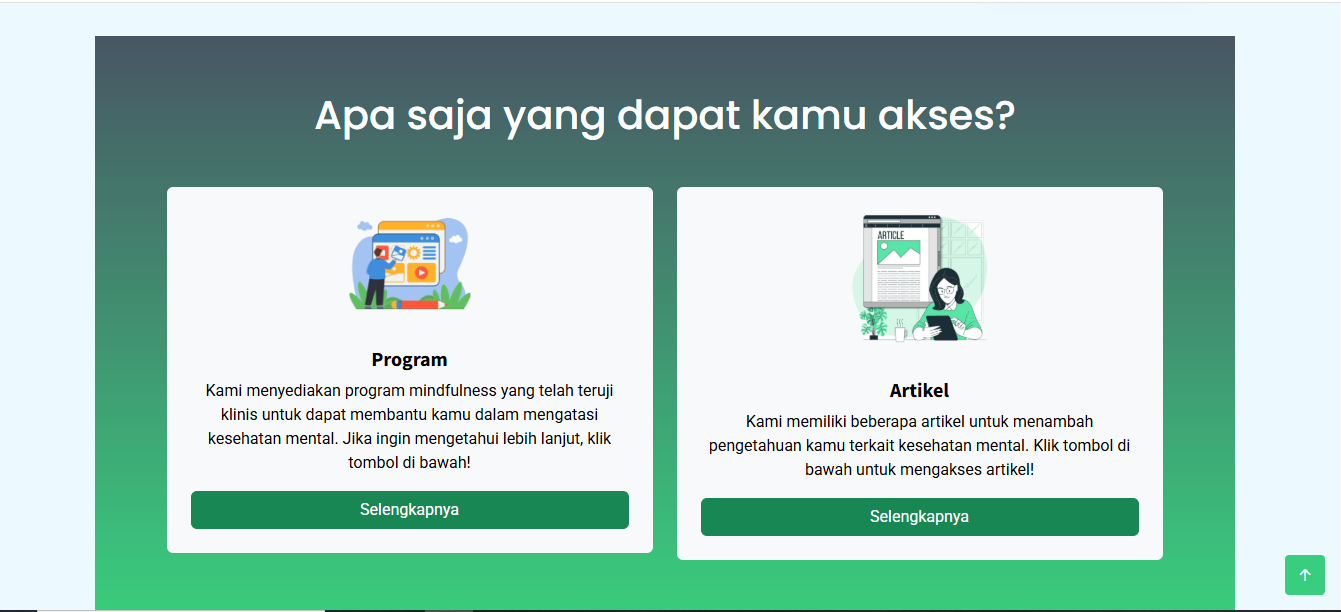 Apa saja yang dapat kamu akses?
Program
Kami menyediakan program mindfulness yang telah teruji
klinis untuk dapat membantu kamu dalam mengatasi
kesehatan mental. Jika ingin mengetahui lebih lanjut, klik
tombol di bawah!
Selengkapnya
ARTICLE
Artikel
Kami memiliki beberapa artikel untuk menambah
pengetahuan kamu terkait kesehatan mental. Klik tombol di
bawah untuk mengakses artikel!
Selengkapnya